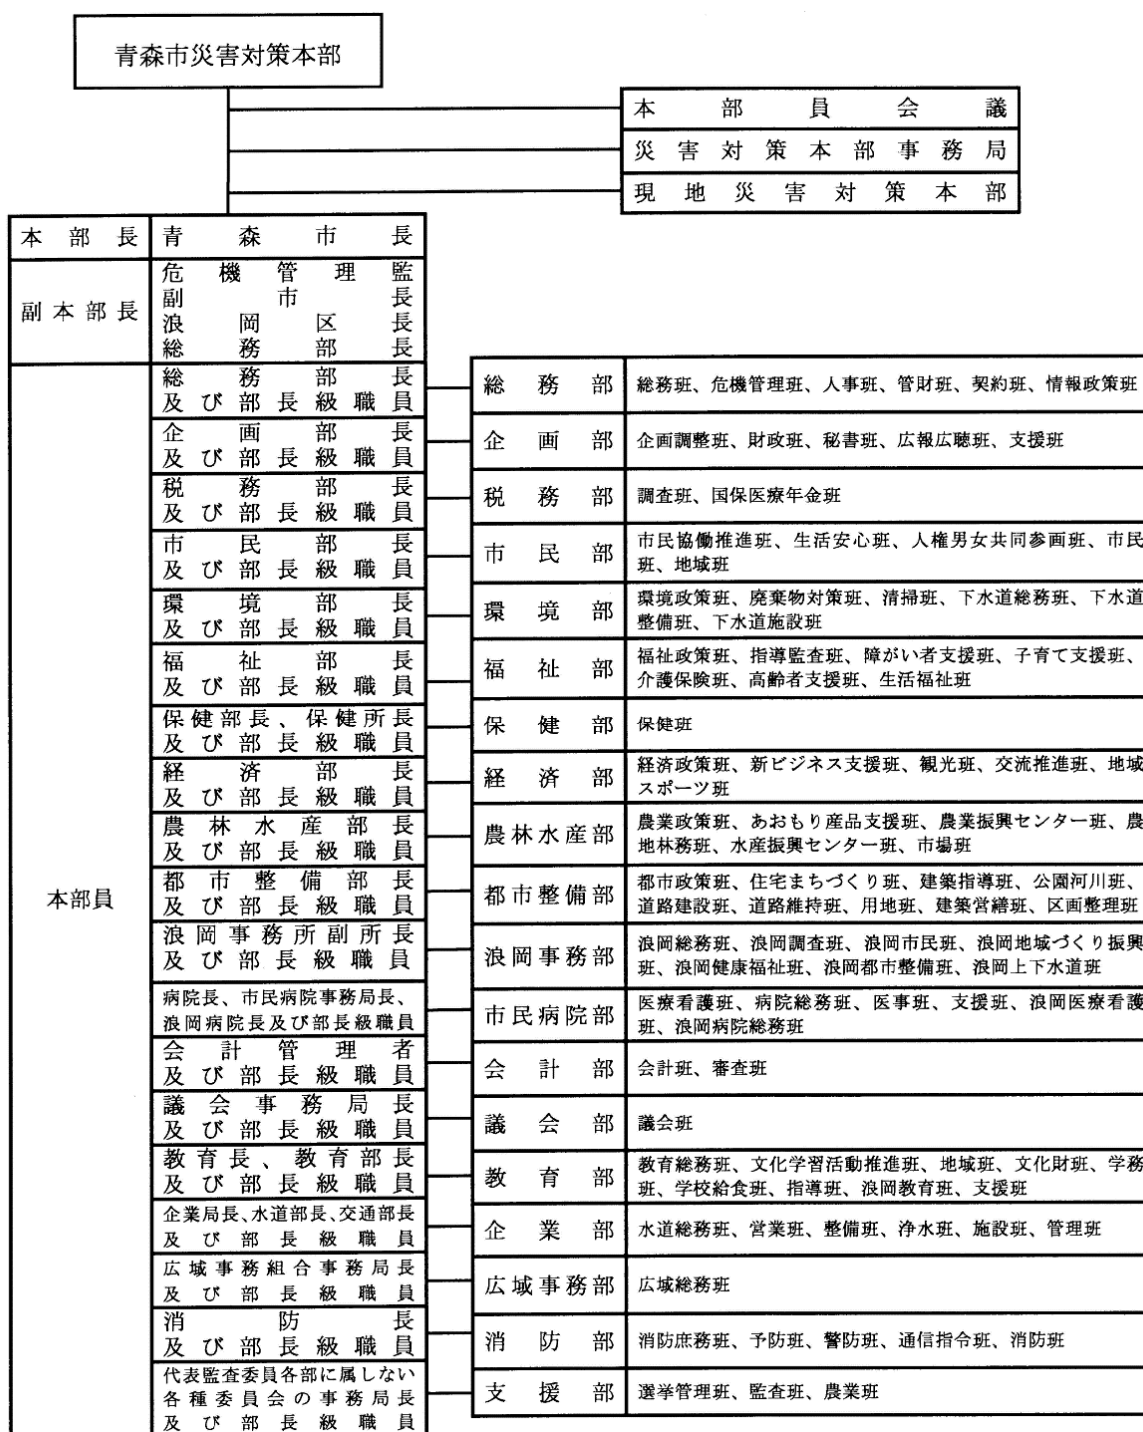 青森市災害対策本部
本部員会議
災害対策本部事務局
現地災害対策本部
本部長 青森市長
副本部長
危機管理監
副市長
浪岡区長
総務部長
本部員
総務部長
及び部長級職員
総務部 総務班、危機管理班、人事班、管財班、契約班、情報政策班
企画部長
及び部長級職員
企画部 企画調整班、財政班、秘書班、広報広聴班、支援班
税務部長
及び部長級職員
税務部 調査班、国保医療年金班
市民部長
及び部長級職員
市民部
市民協働推進班、生活安心班、人権男女共同参画班、市民
班、地域班
環境部長
及び部長級職員
環境部
環境政策班、廃棄物対策班、清掃班、下水道総務班、下水道
整備班、下水道施設班
福祉部長
及び部長級職員
福祉部
福祉政策班、指導監査班、障がい者支援班、子育て支援班、
介護保険班、高齢者支援班、生活福祉班
保健部長、保健所長
及び部長級職員
保健部 保健班
経済部長
及び部長級職員
経済部
経済政策班、新ビジネス支援班、観光班、交流推進班、地域
スポーツ班
農林水産部長
及び部長級職員
農林水産部
農業政策班、あおもり産品支援班、農業振興センター班、農
地林務班、水産振興センター班、市場班
都市整備部長
及び部長級職員
都市整備部
都市政策班、住宅まちづくり班、建築指導班、公園河川班、
道路建設班、道路維持班、用地班、建築営繕班、区画整理班
浪岡事務所副所長
及び部長級職員
浪岡事務部
浪岡総務班、浪岡調査班、浪岡市民班、浪岡地域づくり振興
班、浪岡健康福祉班、浪岡都市整備班、浪岡上下水道班
病院長、市民病院事務局長、
浪岡病院長及び部長級職員
市民病院部
医療看護班、病院総務班、医事班、支援班、浪岡医療看護
班、浪岡病院総務班
会計管理者
及び部長級職員
会計部 会計班、審査班
議会事務局長
及び部長級職員
議会部 議会班
教育長、教育部長
及び部長級職員
教育部
教育総務班、文化学習活動推進班、地域班、文化財班、学務
班、学校給食班、指導班、浪岡教育班、支援班
企業局長、水道部長、交通部長
及び部長級職員
企業部 水道総務班、営業班、整備班、浄水班、施設班、管理班
広域事務組合事務局長
及び部長級職員
広域事務部 広域総務班
消防長
及び部長級職員
消防部 消防庶務班、予防班、警防班、通信指令班、消防班
代表監査委員各部に属しない
各種委員会の事務局長
及び部長級職員
支援部 選挙管理班、監査班、農業班